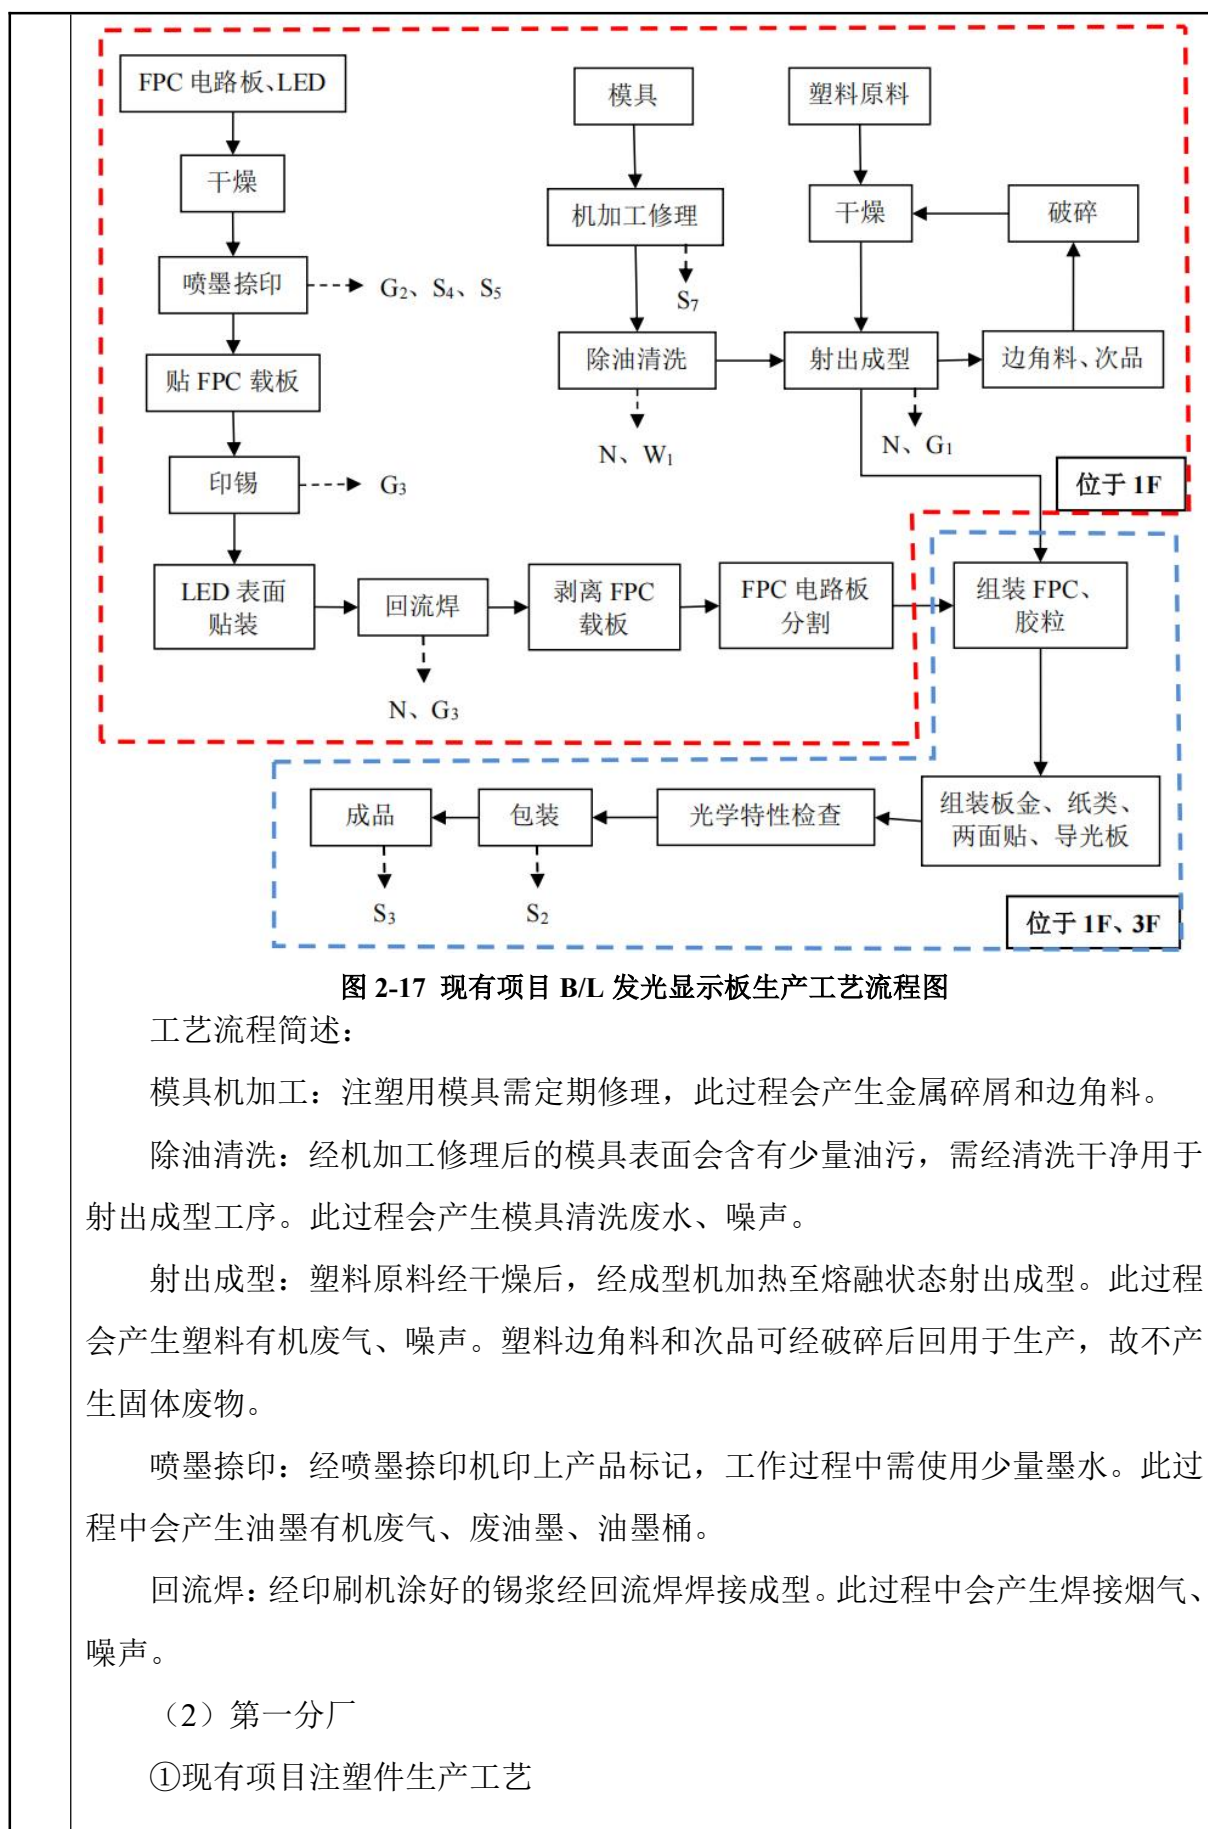 FPC 电路板、LED
模具
塑料原料
干燥
机加工修理
干燥
破碎
喷墨捺印
G2、S4、S5
S7
贴 FPC 载板
除油清洗
射出成型
边角料、次品
N、W1
N、G1
印锡
G3
位于 1F
LED 表面
贴装
回流焊
剥离 FPC
载板
FPC 电路板
分割
组装 FPC、
胶粒
N、G3
成品
包装
光学特性检查
组装板金、纸类、
两面贴、导光板
S3
S2
位于 1F、3F
图 2-17 现有项目 B/L 发光显示板生产工艺流程图
工艺流程简述：
模具机加工：注塑用模具需定期修理，此过程会产生金属碎屑和边角料。
除油清洗：经机加工修理后的模具表面会含有少量油污，需经清洗干净用于
射出成型工序。此过程会产生模具清洗废水、噪声。
射出成型：塑料原料经干燥后，经成型机加热至熔融状态射出成型。此过程
会产生塑料有机废气、噪声。塑料边角料和次品可经破碎后回用于生产，故不产
生固体废物。
喷墨捺印：经喷墨捺印机印上产品标记，工作过程中需使用少量墨水。此过
程中会产生油墨有机废气、废油墨、油墨桶。
回流焊：经印刷机涂好的锡浆经回流焊焊接成型。此过程中会产生焊接烟气、
噪声。
（2）第一分厂
①现有项目注塑件生产工艺